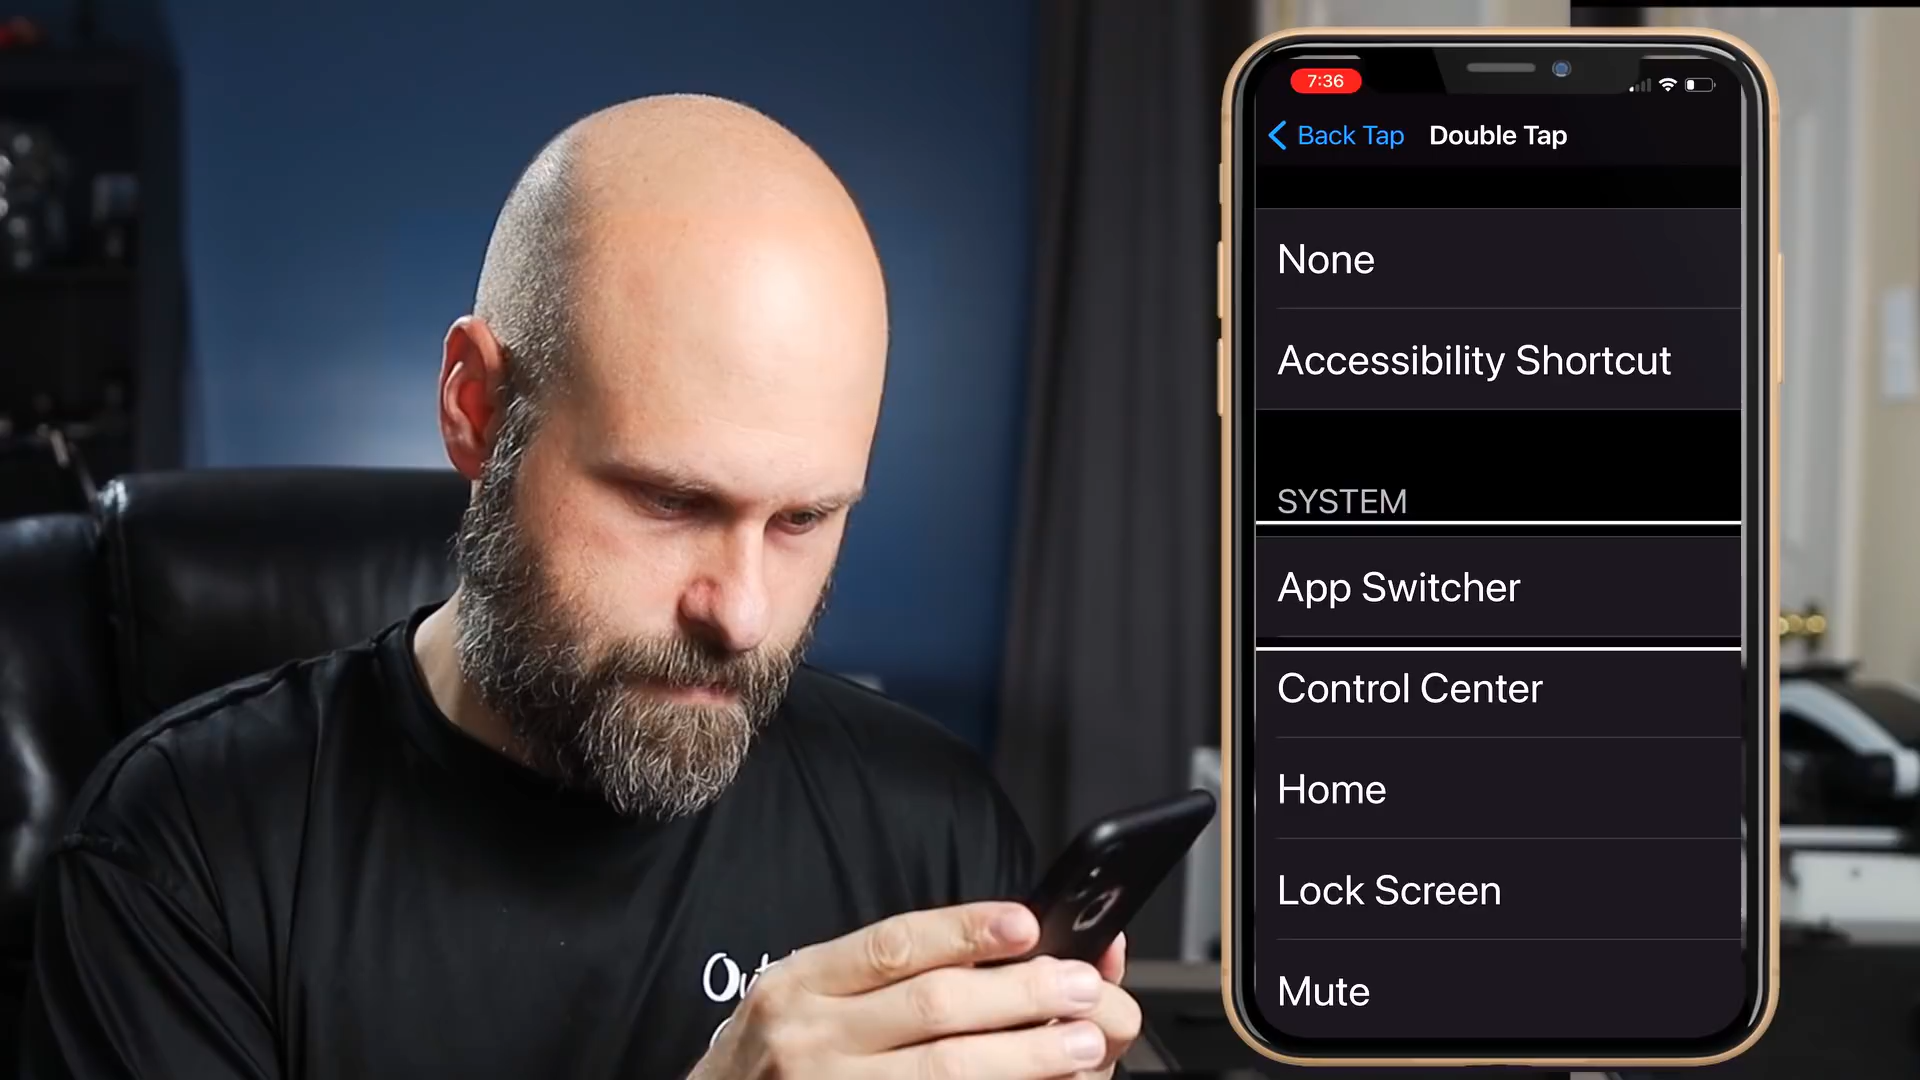 7:36
Back Tap Double Tap
None
Accessibility Shortcut
SYSTEM
App Switcher
Control Center
Home
Lock Screen
Mute